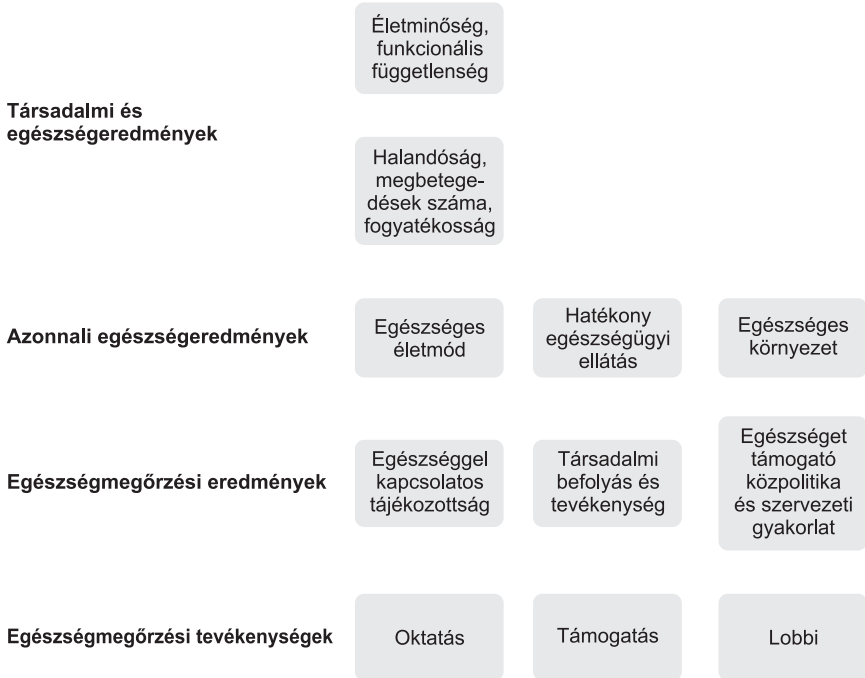 Életminőség,
funkcionális
függetlenség
Társadalmi és
egészségeredmények
Halandóság,
megbetege-
dések száma,
fogyatékosság
Azonnali egészségeredmények
Egészséges
életmód
Hatékony
egészségügyi
ellátás
Egészséges
környezet
Egészségmegőrzési eredmények
Egészséggel
kapcsolatos
tájékozottság
Társadalmi
befolyás és
tevékenység
Egészséget
támogató
közpolitika
és szervezeti
gyakorlat
Egészségmegőrzési tevékenységek
Oktatás
Támogatás
Lobbi